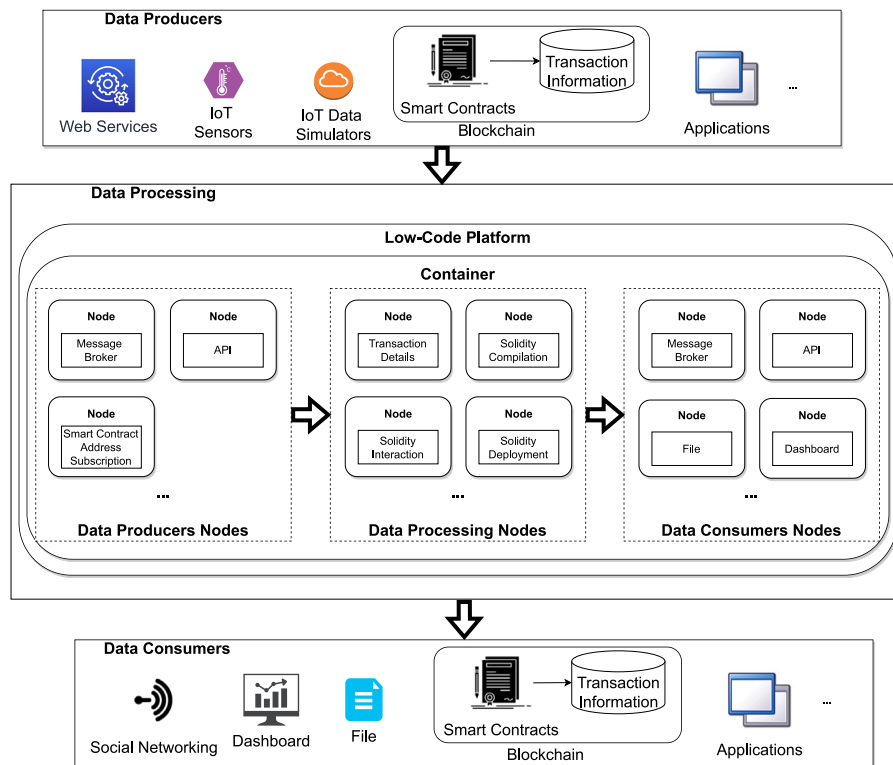 Data Producers
Web Services
IoT
Sensors
IoT Data
Simulators
°C
Smart Contracts
Transaction
Information
Blockchain
Applications
...
Data Processing
Low-Code Platform
Container
Node
Message
Broker
Node
API
Node
Smart Contract
Address
Subscription
...
Data Producers Nodes
Node
Transaction
Details
Node
Solidity
Compilation
Node
Solidity
Interaction
Node
Solidity
Deployment
...
Data Processing Nodes
Node
Message
Broker
Node
API
Node
File
Node
Dashboard
...
Data Consumers Nodes
Data Consumers
Social Networking
Dashboard
File
Smart Contracts
Transaction
Information
Blockchain
Applications
...